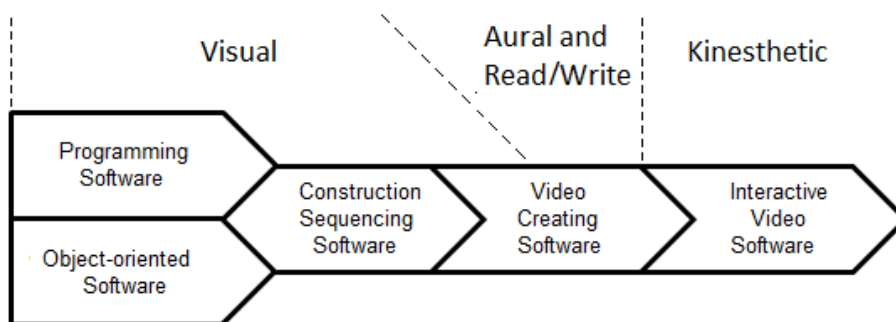 Visual
Aural and
Read/Write
Kinesthetic
Programming
Software
Object-oriented
Software
Construction
Sequencing
Software
Video
Creating
Software
Interactive
Video
Software